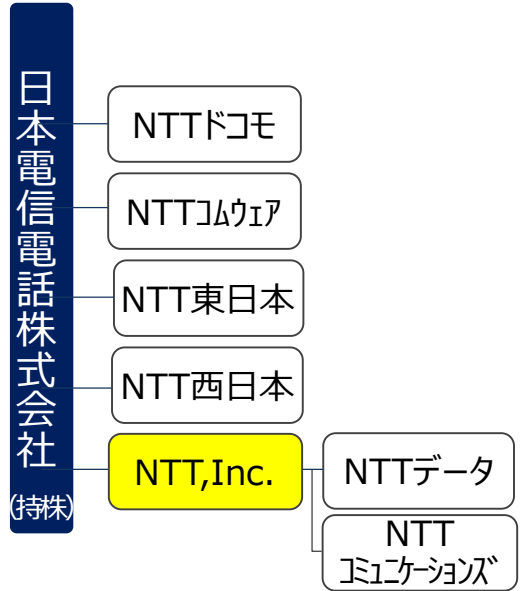 日本電信電話株式会社
(持株)
NTTドコモ
NTTコムウェア
NTT東日本
NTT西日本
NTT,Inc.
NTTデータ
NTT
コミュニケーションズ